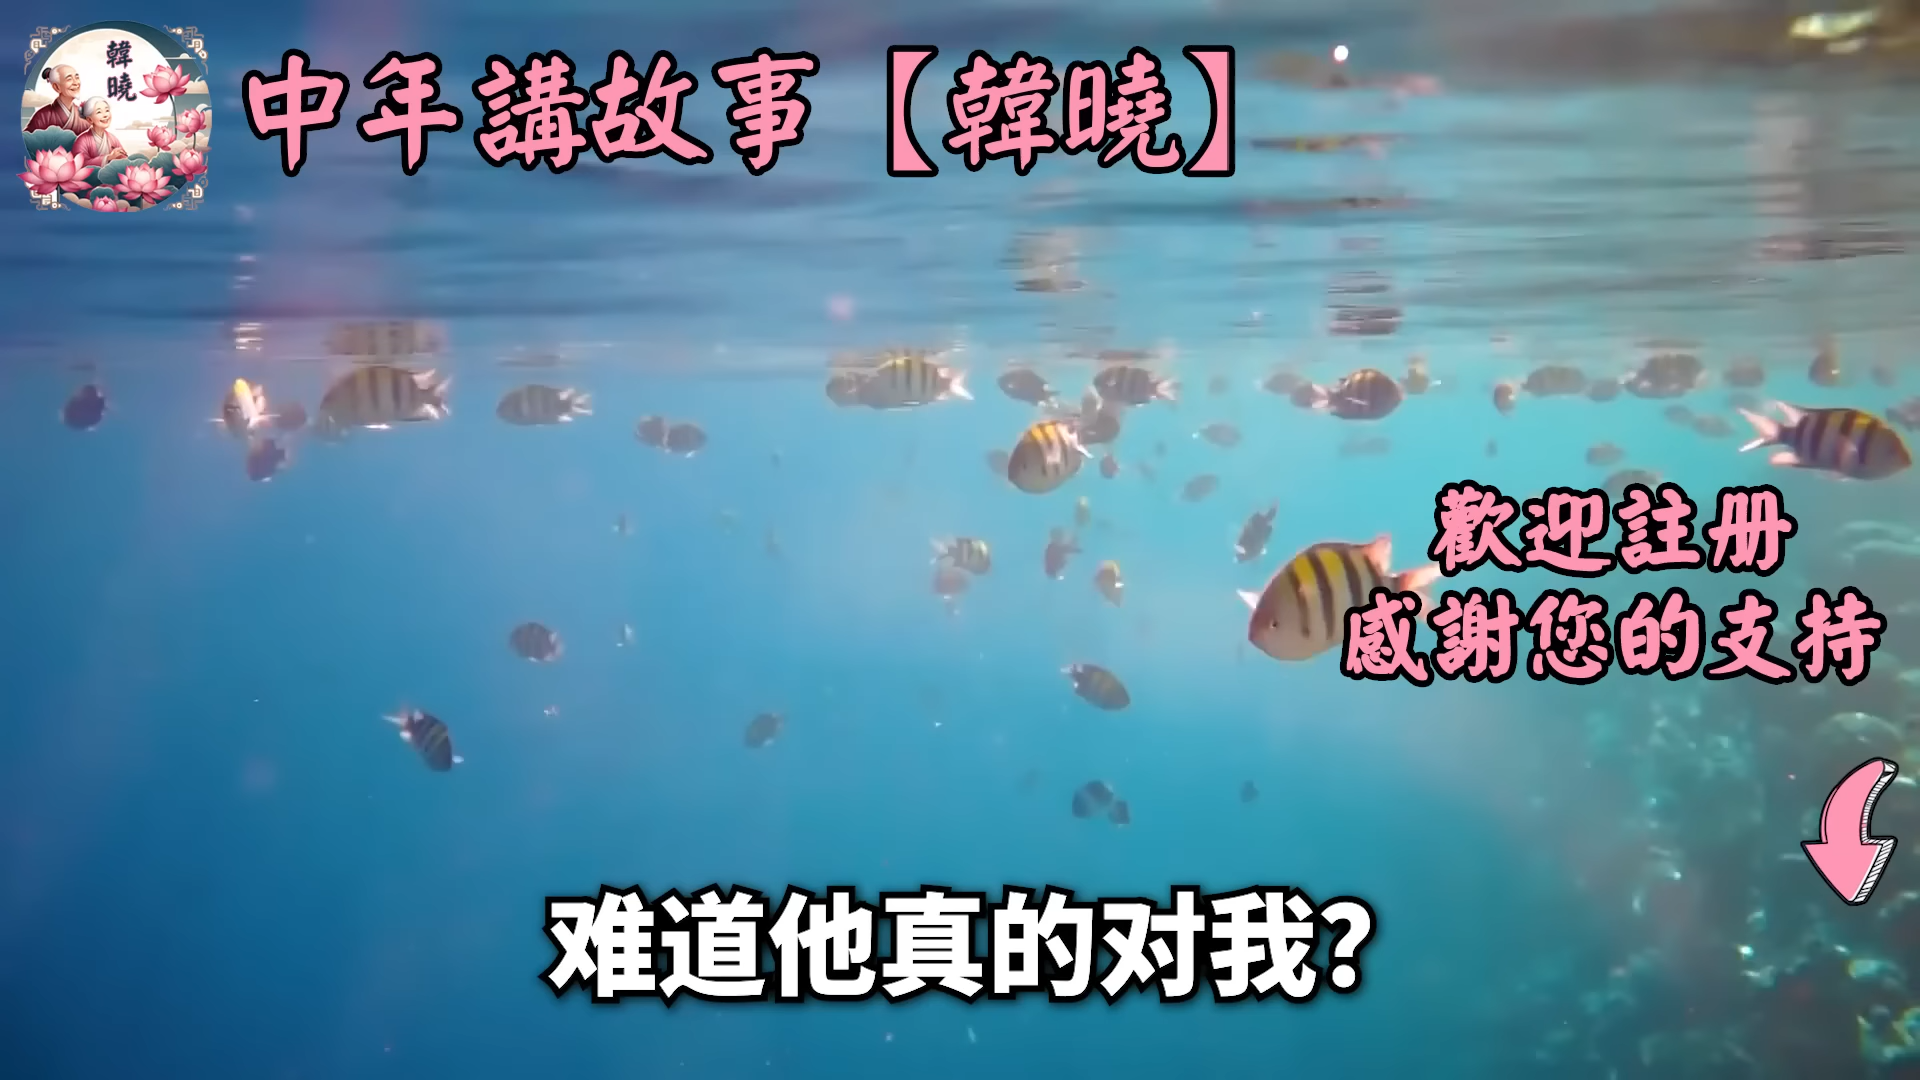 韓
曉
中年講故事【韓曉】
歡迎註册
感謝您的支持
难道他真的对我?